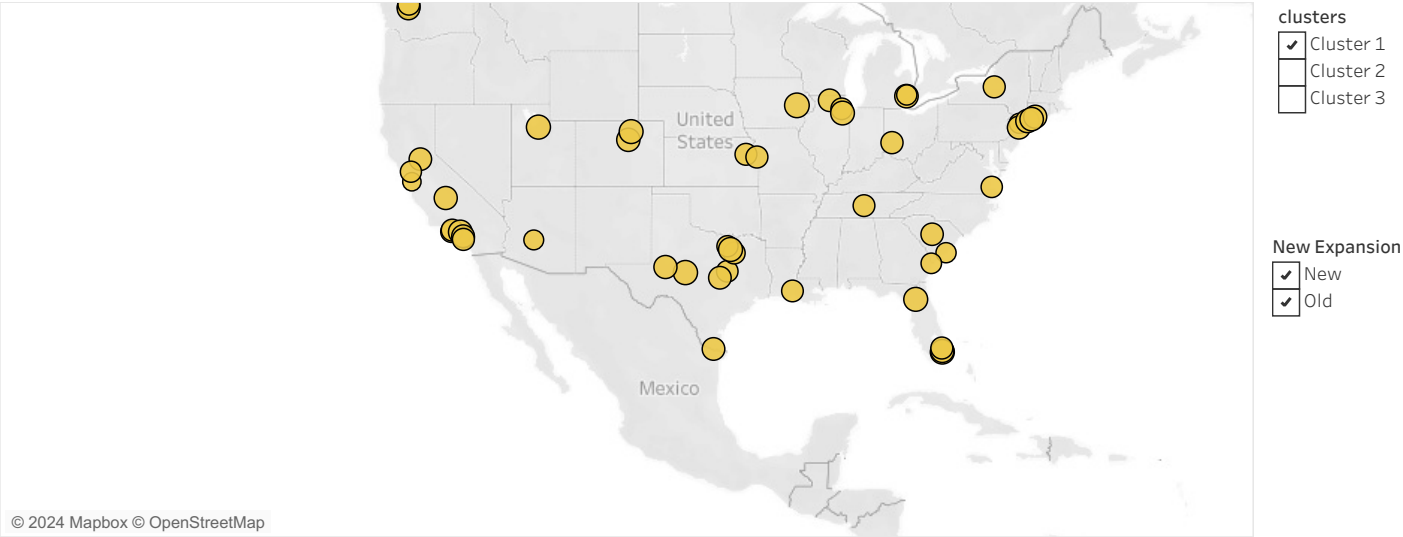 United
States
Mexico
© 2024 Mapbox © OpenStreetMap
clusters
Cluster 1
Cluster 2
Cluster 3
New Expansion
New
Old